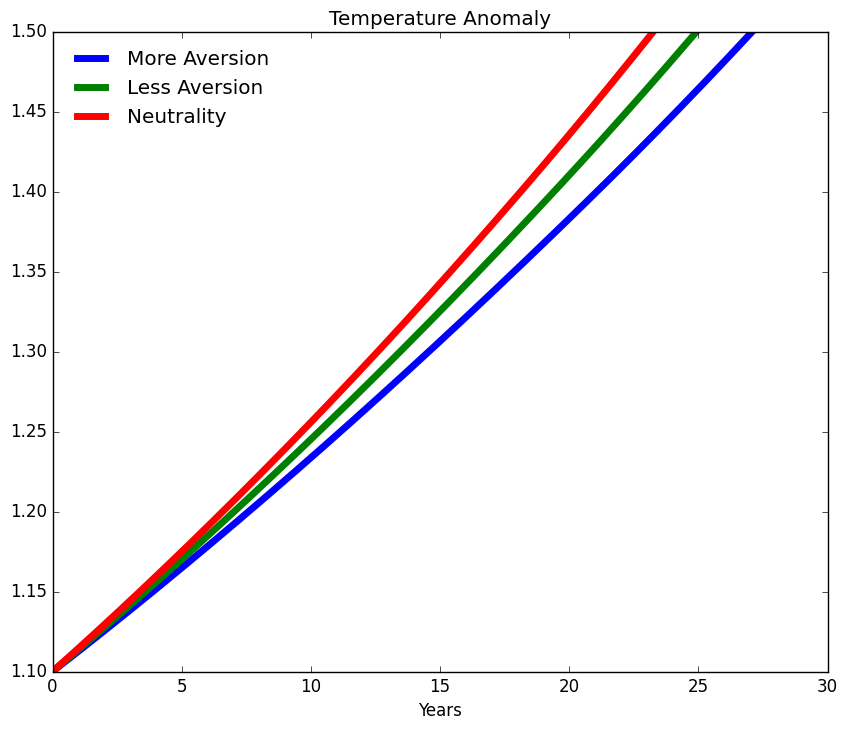 Temperature Anomaly
1.50
More Aversion
Less Aversion
Neutrality
1.45
1.40
1.35
1.30
1.25
1.20
1.15
1.10
0 5 10 15 20 25 30
Years